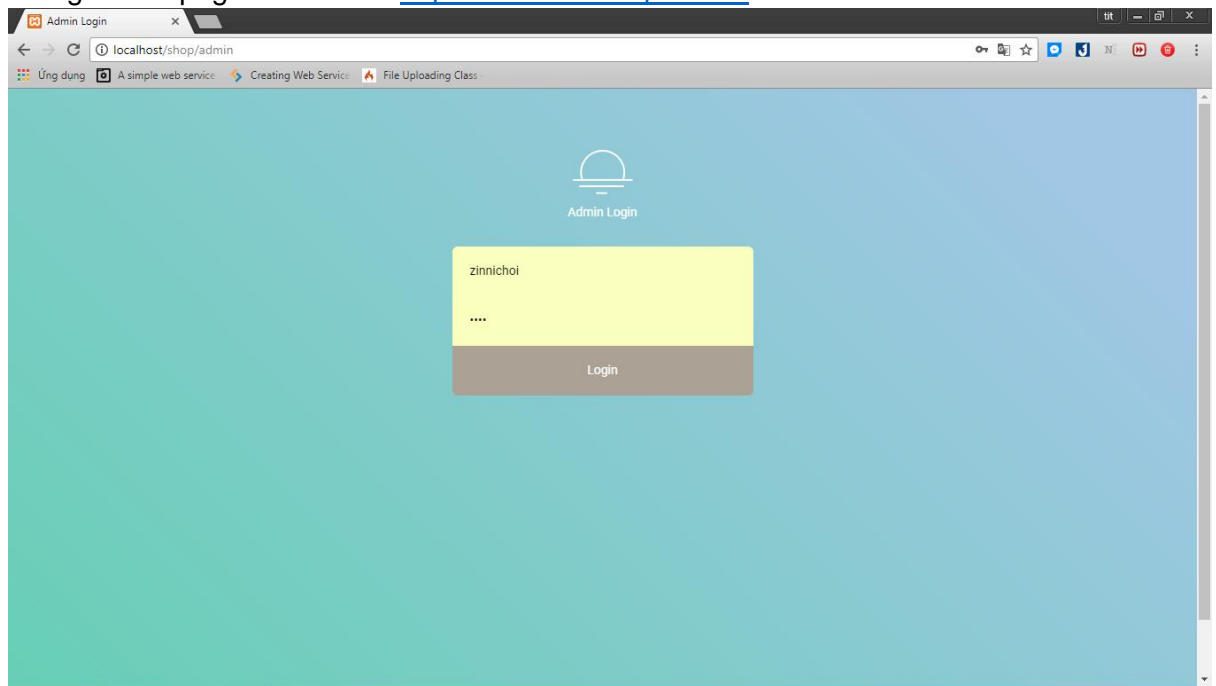 Admin Login
tit
localhost/shop/admin
Ứng dụng A simple web service Creating Web Service File Uploading Class
Admin Login
zinnichoi
••••
Login